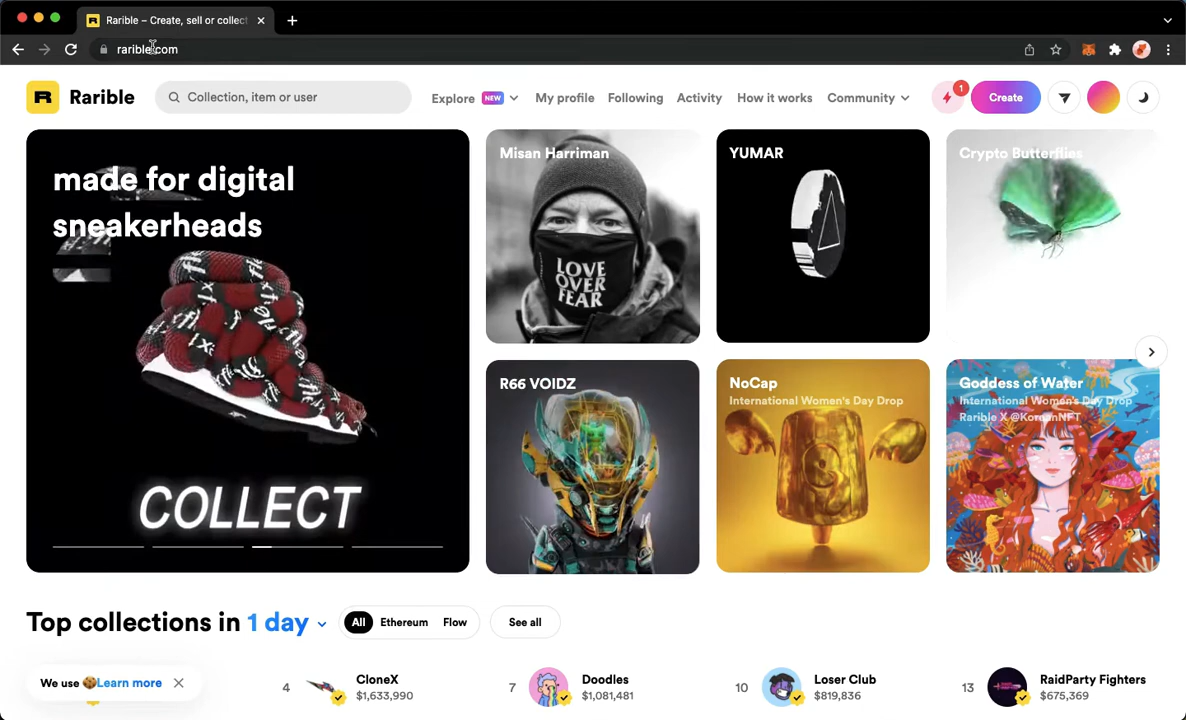 Rarible – Create, sell or collect
rarible.com
Rarible
Collection, item or user
Explore NEW
My profile
Following
Activity
How it works
Community
1
Create
made for digital
sneakerheads
COLLECT
Misan Harriman
LOVE
OVER
FEAR
YUMAR
Crypto Butterflies
R66 VOIDZ
NoCap
International Women's Day Drop
Goddess of Water
International Women's Day Drop
Rarible X @KomanNFT
Top collections in 1 day
All
Ethereum
Flow
See all
We use 🍪Learn more
4
CloneX
$1,633,990
7
Doodles
$1,081,481
10
Loser Club
$819,836
13
RaidParty Fighters
$675,369